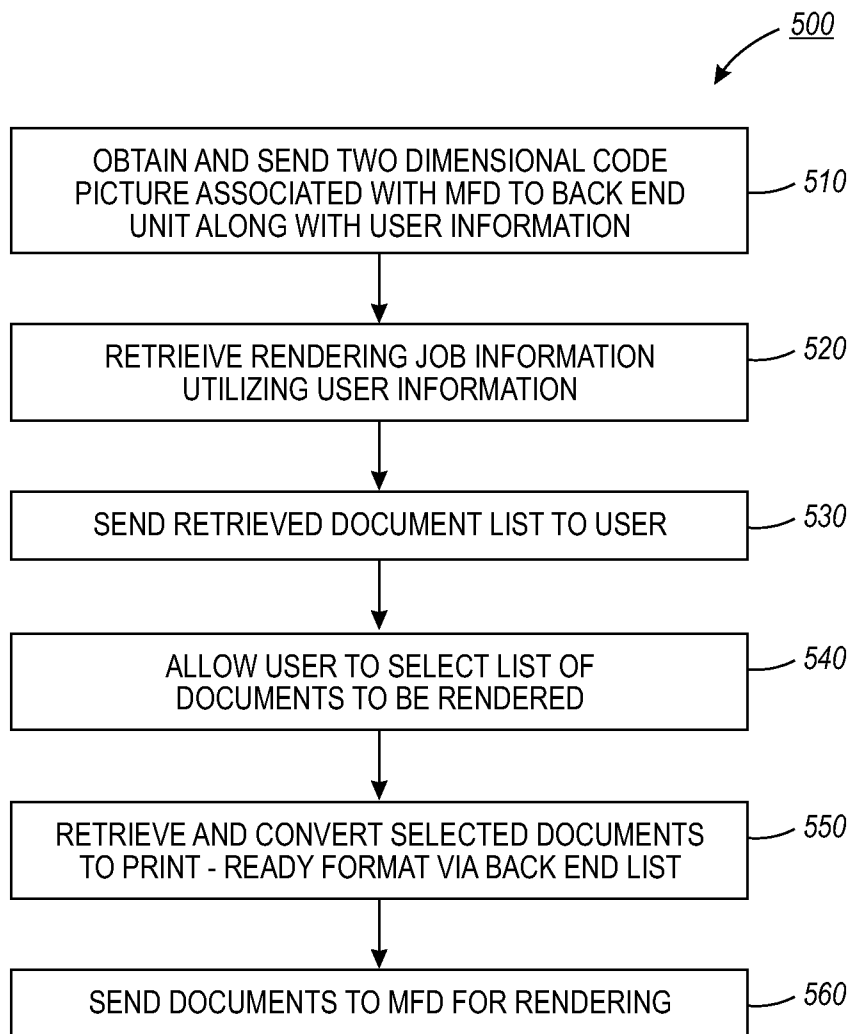 500
OBTAIN AND SEND TWO DIMENSIONAL CODE
PICTURE ASSOCIATED WITH MFD TO BACK END
UNIT ALONG WITH USER INFORMATION
510
RETRIEIVE RENDERING JOB INFORMATION
UTILIZING USER INFORMATION
520
SEND RETRIEVED DOCUMENT LIST TO USER
530
ALLOW USER TO SELECT LIST OF
DOCUMENTS TO BE RENDERED
540
RETRIEVE AND CONVERT SELECTED DOCUMENTS
TO PRINT - READY FORMAT VIA BACK END LIST
550
SEND DOCUMENTS TO MFD FOR RENDERING
560